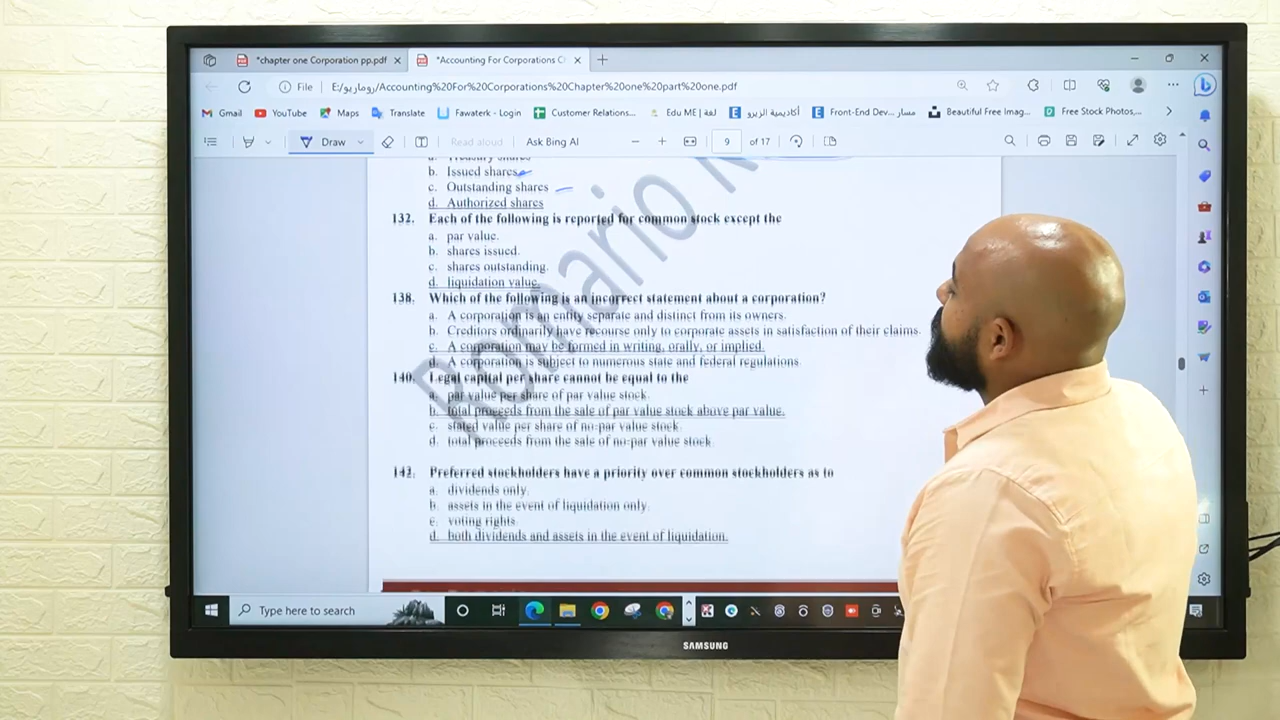 *chapter one Corporation pp.pdf
*Accounting For Corporations Ch
File
E:/روماريو/Accounting%20For%20Corporations%20Chapter%20one%20part%20one.pdf
Gmail
YouTube
Maps
Translate
Fawaterk - Login
Customer Relations...
Edu ME | لغة
أكاديمية الزيرو
Front-End Dev... مسار
Beautiful Free Imag...
Free Stock Photos,...
Draw
Read aloud
Ask Bing AI
9
of 17
a. Treasury shares
b. Issued shares
c. Outstanding shares
d. Authorized shares
132. Each of the following is reported for common stock except the
a. par value.
b. shares issued.
c. shares outstanding.
d. liquidation value.
138. Which of the following is an incorrect statement about a corporation?
a. A corporation is an entity separate and distinct from its owners.
b. Creditors ordinarily have recourse only to corporate assets in satisfaction of their claims.
c. A corporation may be formed in writing, orally, or implied.
A corporation is subject to numerous state and federal regulations.
140. Legal capital per share cannot be equal to the
a. par value per share of par value stock.
b. total proceeds from the sale of par value stock above par value.
c. stated value per share of no-par value stock.
d. total proceeds from the sale of no-par value stock.
142. Preferred stockholders have a priority over common stockholders as to
a. dividends only.
b. assets in the event of liquidation only.
c. voting rights.
d. both dividends and assets in the event of liquidation.
Romario
Type here to search
SAMSUNG